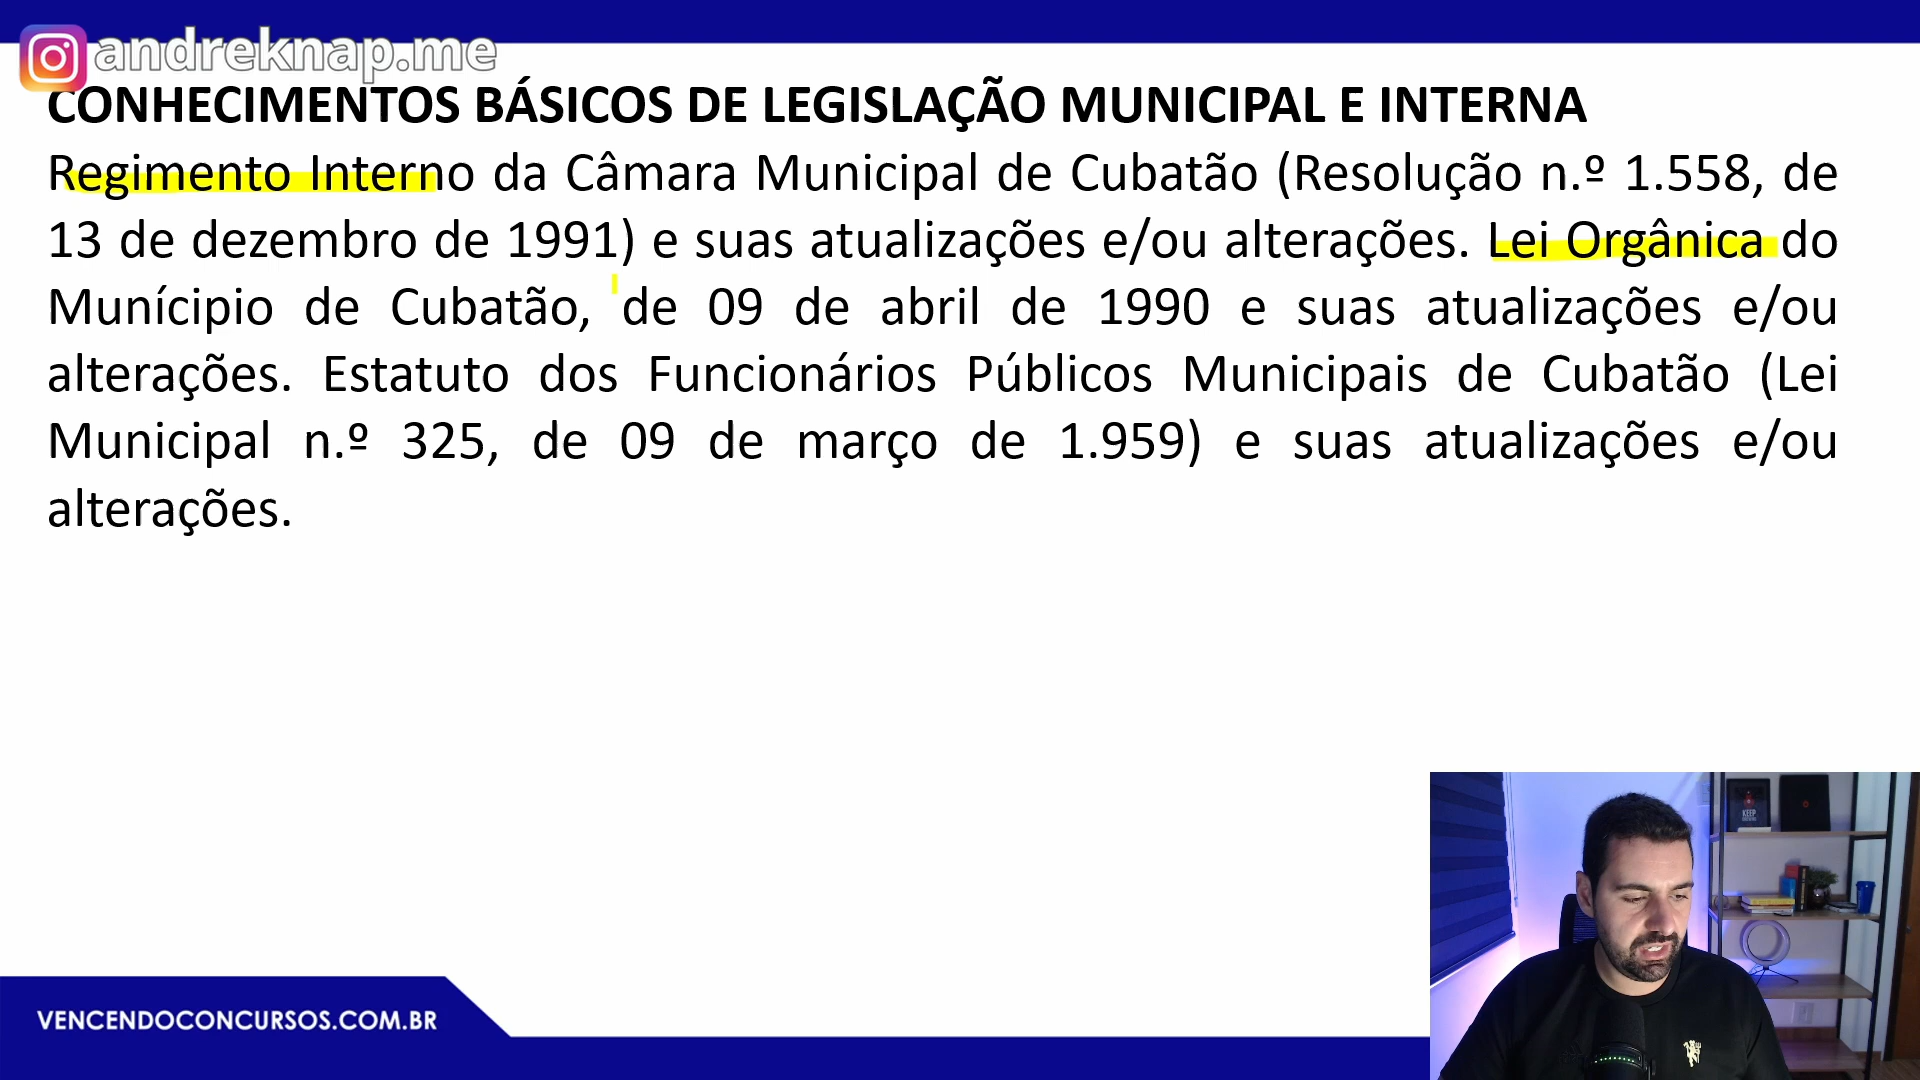 andreknap.me
CONHECIMENTOS BÁSICOS DE LEGISLAÇÃO MUNICIPAL E INTERNA
Regimento Interno da Câmara Municipal de Cubatão (Resolução n.º 1.558, de
13 de dezembro de 1991) e suas atualizações e/ou alterações. Lei Orgânica do
Munícipio de Cubatão, de 09 de abril de 1990 e suas atualizações e/ou
alterações. Estatuto dos Funcionários Públicos Municipais de Cubatão (Lei
Municipal n.º 325, de 09 de março de 1.959) e suas atualizações e/ou
alterações.
KEEP
VENCENDOCONCURSOS.COM.BR